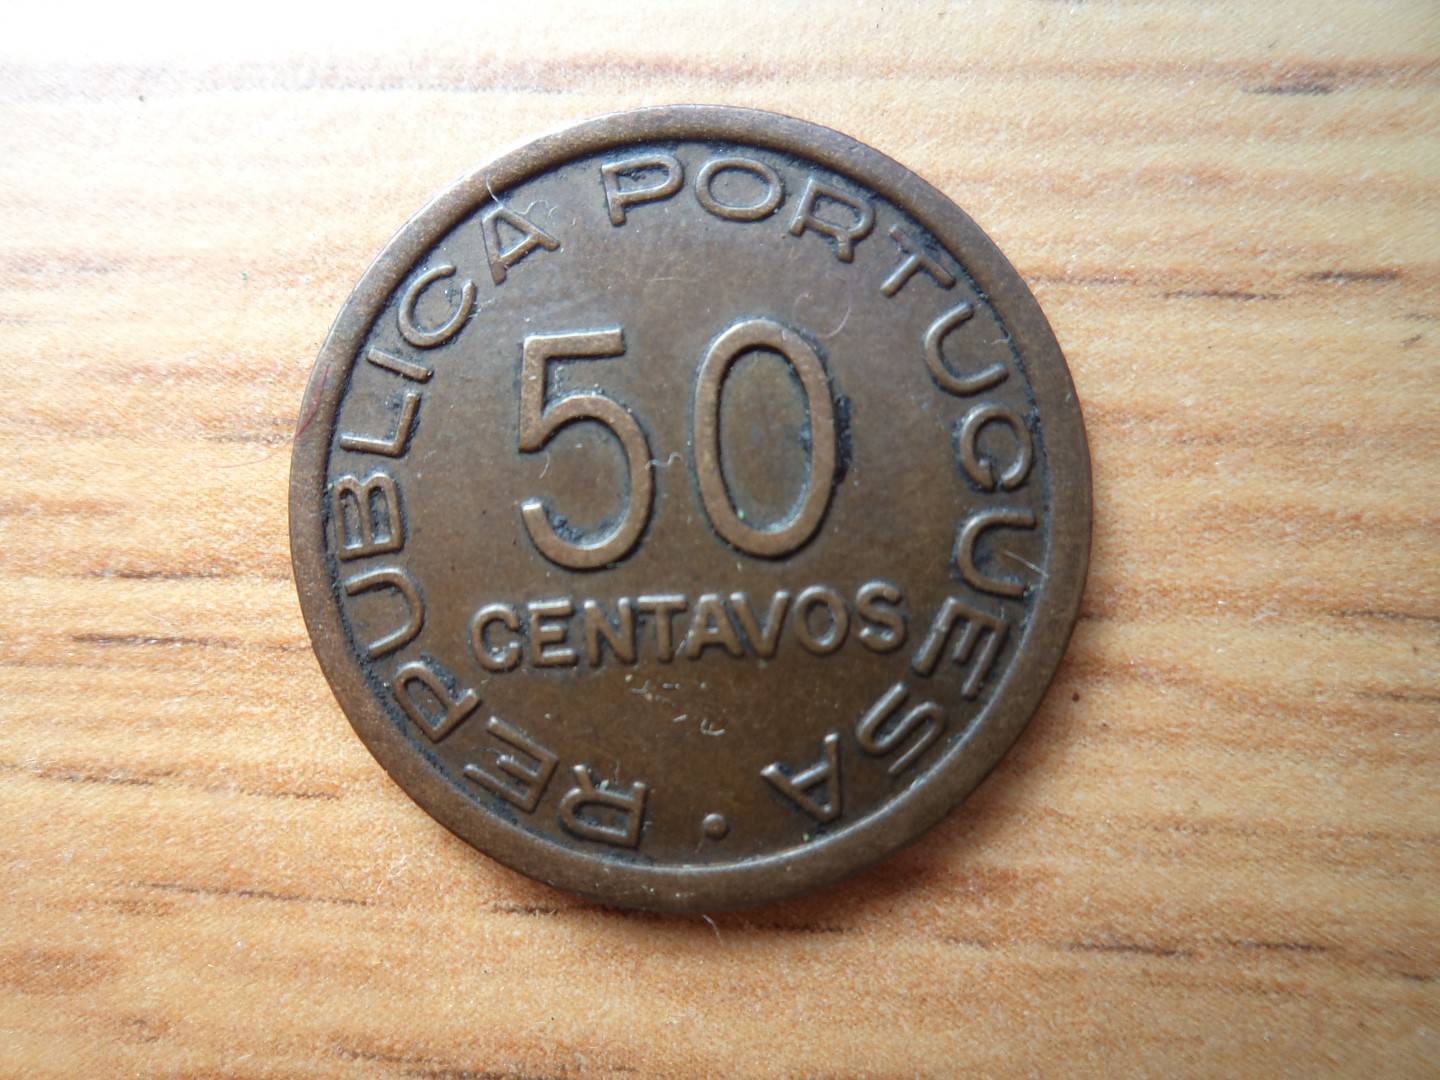 REPUBLICA PORTUGUESA •
50
CENTAVOS